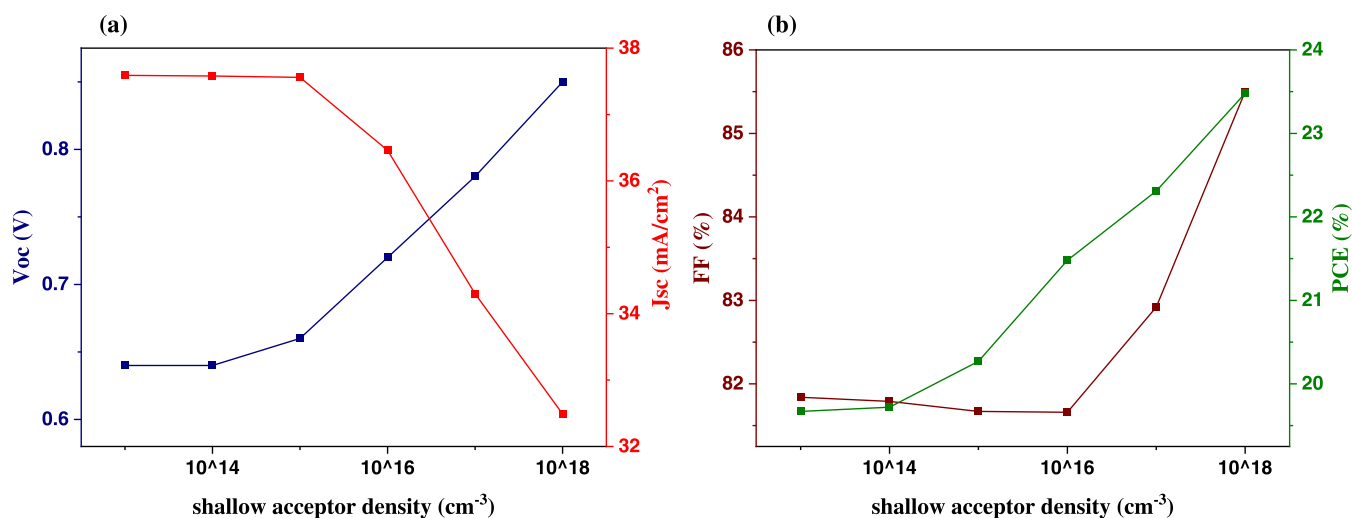 (a)
38
36
34
32
0.8
0.7
0.6
Voc (V)
Jsc (mA/cm²)
10^14
10^16
10^18
shallow acceptor density (cm⁻³)
(b)
86
85
84
83
82
24
23
22
21
20
FF (%)
PCE (%)
10^14
10^16
10^18
shallow acceptor density (cm⁻³)